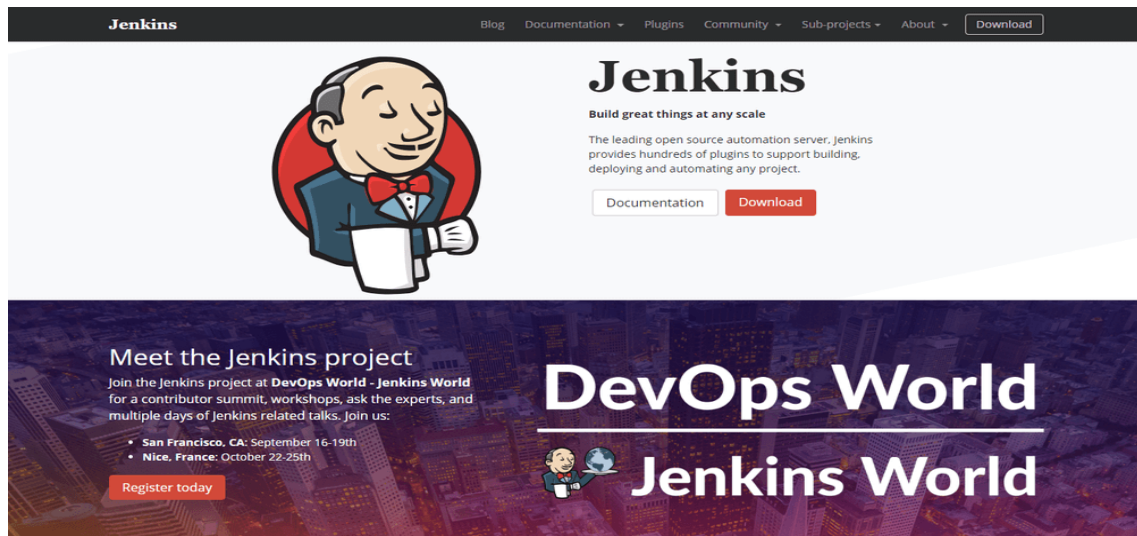 Jenkins
Blog Documentation Plugins Community Sub-projects About Download
Jenkins
Build great things at any scale
The leading open source automation server, Jenkins
provides hundreds of plugins to support building,
deploying and automating any project.
Documentation Download
Meet the Jenkins project
Join the Jenkins project at DevOps World - Jenkins World
for a contributor summit, workshops, ask the experts, and
multiple days of Jenkins related talks. Join us:
• San Francisco, CA: September 16-19th
• Nice, France: October 22-25th
Register today
DevOps World
Jenkins World